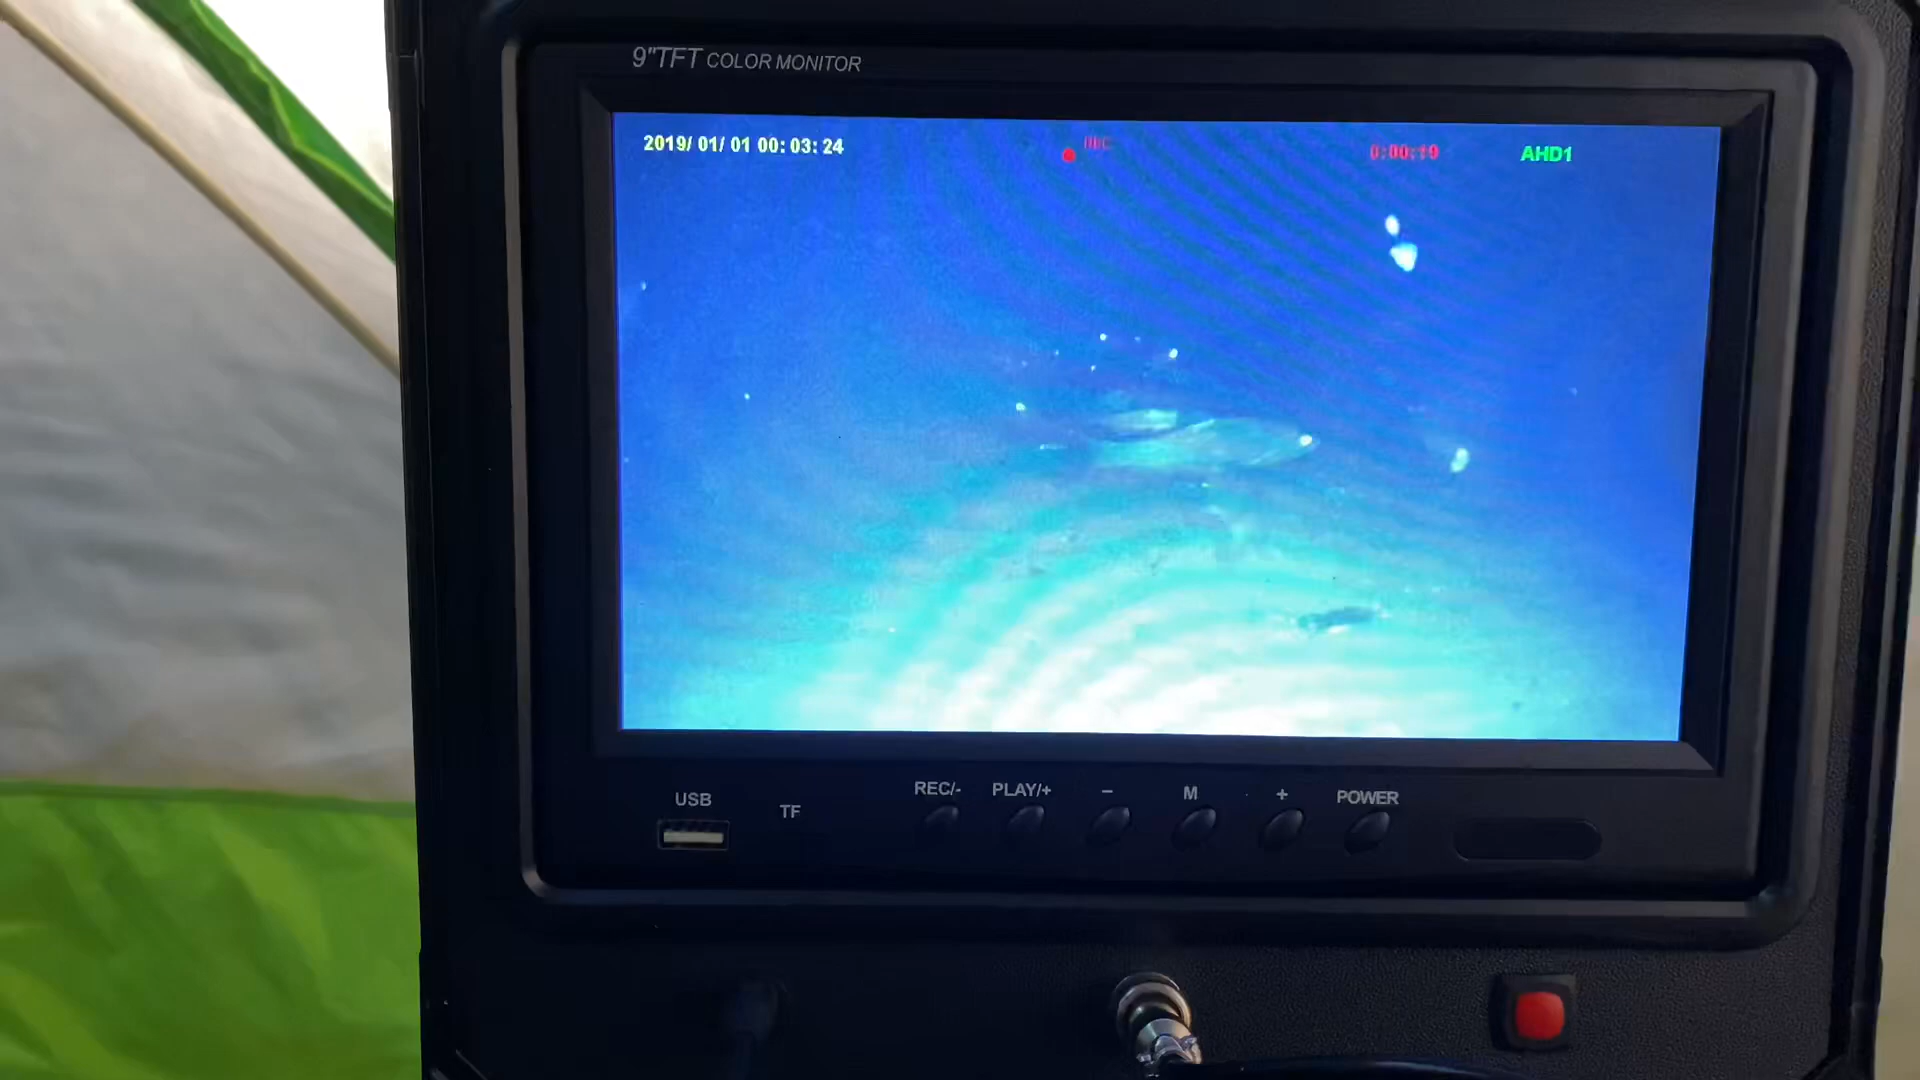 9"TFT COLOR MONITOR
2019/01/01 00:03:24 REC 0:00:19 AHD1
USB TF REC/- PLAY/+ - M + POWER